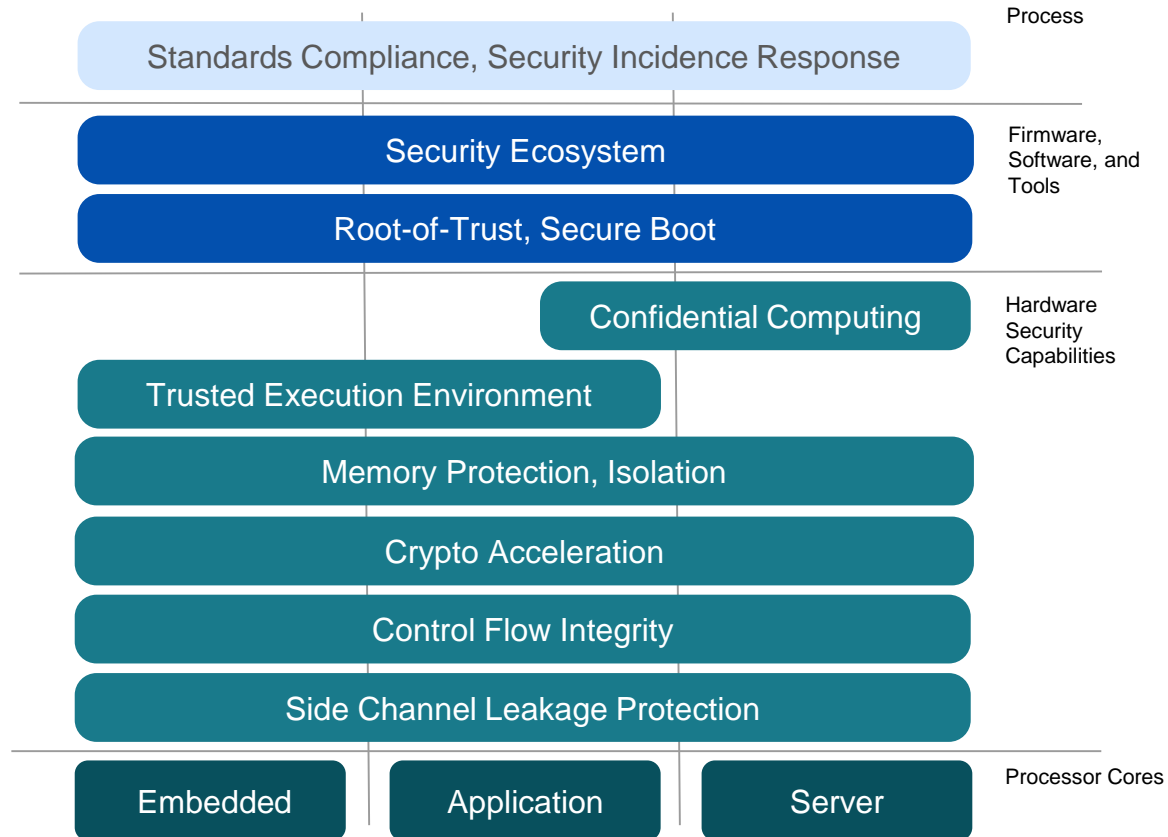 Process
Standards Compliance, Security Incidence Response
Security Ecosystem
Firmware,
Software, and
Tools
Root-of-Trust, Secure Boot
Confidential Computing
Hardware
Security
Capabilities
Trusted Execution Environment
Memory Protection, Isolation
Crypto Acceleration
Control Flow Integrity
Side Channel Leakage Protection
Processor Cores
Embedded
Application
Server